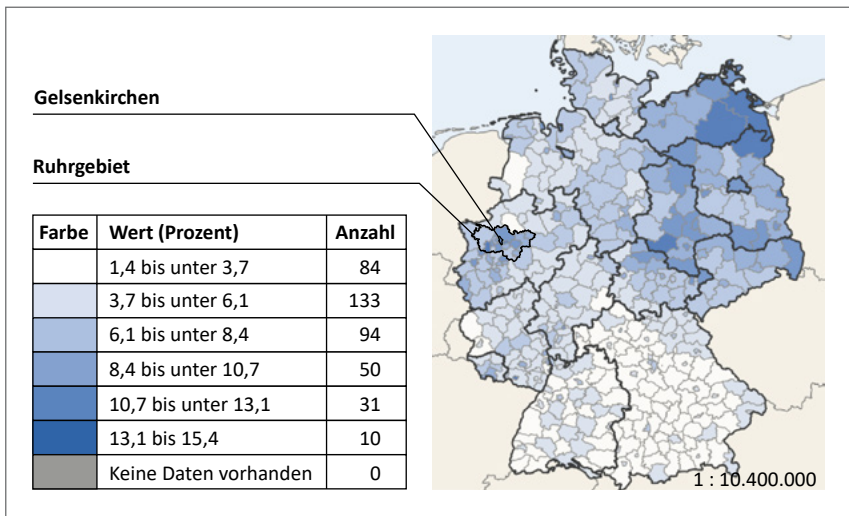 Gelsenkirchen
Ruhrgebiet
Farbe Wert (Prozent) Anzahl
1,4 bis unter 3,7 84
3,7 bis unter 6,1 133
6,1 bis unter 8,4 94
8,4 bis unter 10,7 50
10,7 bis unter 13,1 31
13,1 bis 15,4 10
Keine Daten vorhanden 0
1 : 10.400.000